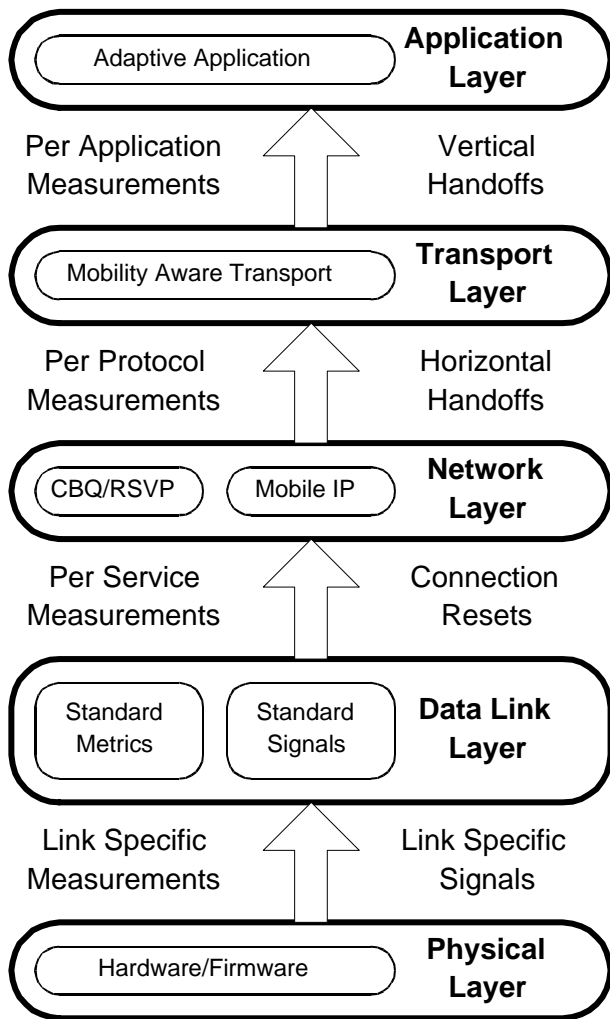 Adaptive Application
Application
Layer
Per Application
Measurements
Vertical
Handoffs
Mobility Aware Transport
Transport
Layer
Per Protocol
Measurements
Horizontal
Handoffs
CBQ/RSVP
Mobile IP
Network
Layer
Per Service
Measurements
Connection
Resets
Standard
Metrics
Standard
Signals
Data Link
Layer
Link Specific
Measurements
Link Specific
Signals
Hardware/Firmware
Physical
Layer